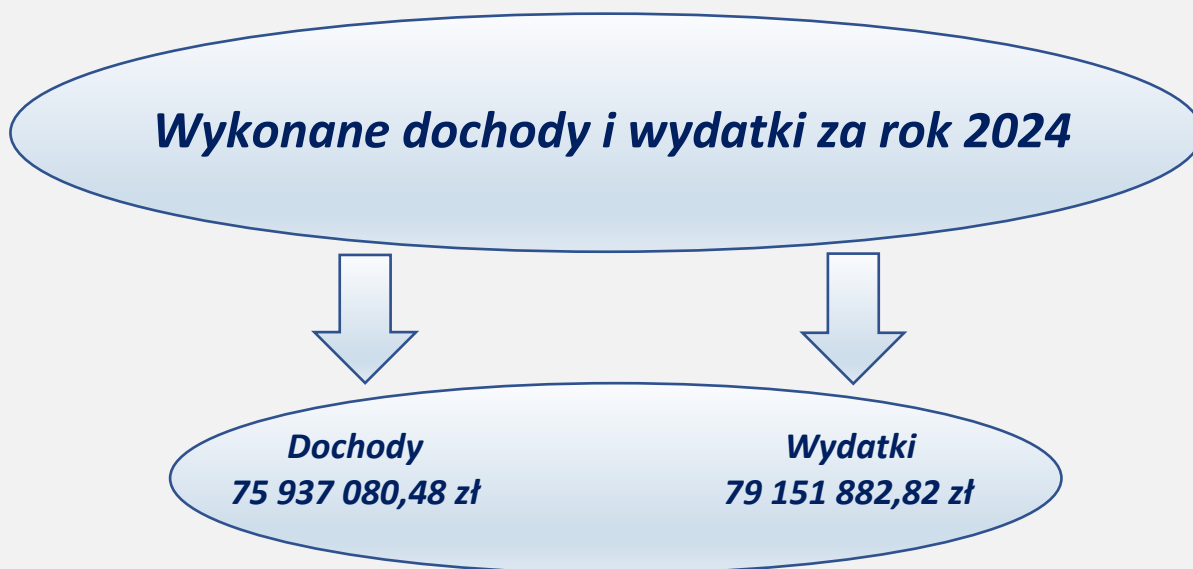 Wykonane dochody i wydatki za rok 2024
Dochody
75 937 080,48 zł
Wydatki
79 151 882,82 zł